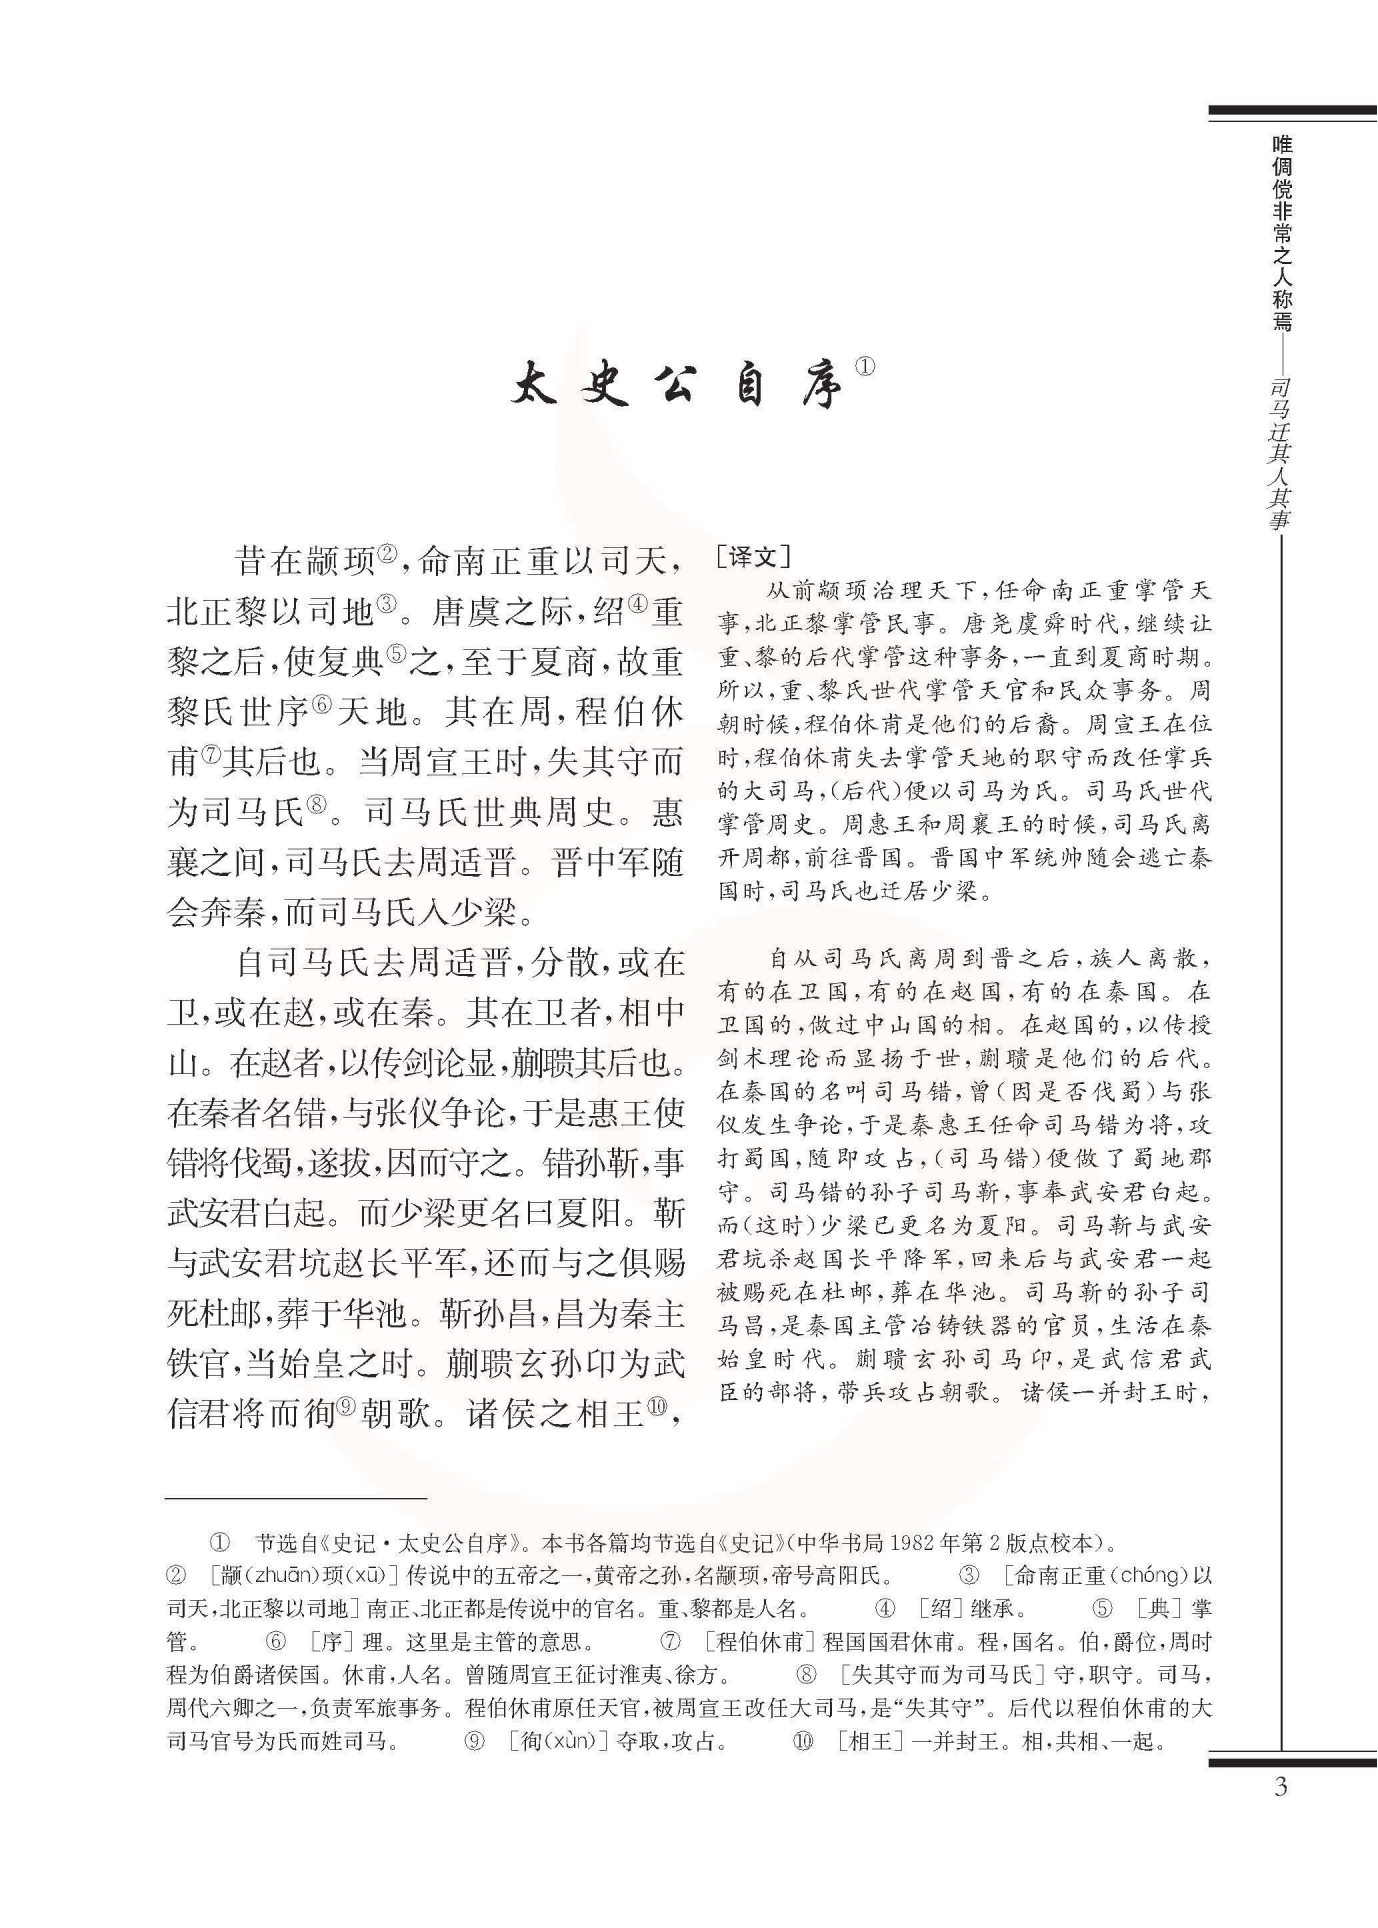 唯倜傥非常之人称焉——司马迁其人其事
太史公自序①
昔在颛顼②，命南正重以司天，
北正黎以司地③。唐虞之际，绍④重
黎之后，使复典⑤之，至于夏商，故重
黎氏世序⑥天地。其在周，程伯休
甫⑦其后也。当周宣王时，失其守而
为司马氏⑧。司马氏世典周史。惠
襄之间，司马氏去周适晋。晋中军随
会奔秦，而司马氏入少梁。
自司马氏去周适晋，分散，或在
卫，或在赵，或在秦。其在卫者，相中
山。在赵者，以传剑论显，蒯聩其后也。
在秦者名错，与张仪争论，于是惠王使
错将伐蜀，遂拔，因而守之。错孙靳，事
武安君白起。而少梁更名曰夏阳。靳
与武安君坑赵长平军，还而与之俱赐
死杜邮，葬于华池。靳孙昌，昌为秦主
铁官，当始皇之时。蒯聩玄孙卬为武
信君将而徇⑨朝歌。诸侯之相王⑩，
［译文］
从前颛顼治理天下，任命南正重掌管天
事，北正黎掌管民事。唐尧虞舜时代，继续让
重、黎的后代掌管这种事务，一直到夏商时期。
所以，重、黎氏世代掌管天官和民众事务。周
朝时候，程伯休甫是他们的后裔。周宣王在位
时，程伯休甫失去掌管天地的职守而改任掌兵
的大司马，（后代）便以司马为氏。司马氏世代
掌管周史。周惠王和周襄王的时候，司马氏离
开周都，前往晋国。晋国中军统帅随会逃亡秦
国时，司马氏也迁居少梁。
自从司马氏离周到晋之后，族人离散，
有的在卫国，有的在赵国，有的在秦国。在
卫国的，做过中山国的相。在赵国的，以传授
剑术理论而显扬于世，蒯聩是他们的后代。
在秦国的名叫司马错，曾（因是否伐蜀）与张
仪发生争论，于是秦惠王任命司马错为将，攻
打蜀国，随即攻占，（司马错）便做了蜀地郡
守。司马错的孙子司马靳，事奉武安君白起。
而（这时）少梁已更名为夏阳。司马靳与武安
君坑杀赵国长平降军，回来后与武安君一起
被赐死在杜邮，葬在华池。司马靳的孙子司
马昌，是秦国主管冶铸铁器的官员，生活在秦
始皇时代。蒯聩玄孙司马卬，是武信君武
臣的部将，带兵攻占朝歌。诸侯一并封王时，
① 节选自《史记·太史公自序》。本书各篇均节选自《史记》（中华书局1982年第2版点校本）。
② ［颛(zhuān)顼(xū)］传说中的五帝之一，黄帝之孙，名颛顼，帝号高阳氏。 ③ ［命南正重(chóng)以
司天，北正黎以司地］南正、北正都是传说中的官名。重、黎都是人名。 ④ ［绍］继承。 ⑤ ［典］掌
管。 ⑥ ［序］理。这里是主管的意思。 ⑦ ［程伯休甫］程国国君休甫。程，国名。伯，爵位，周时
程为伯爵诸侯国。休甫，人名。曾随周宣王征讨淮夷、徐方。 ⑧ ［失其守而为司马氏］守，职守。司马，
周代六卿之一，负责军旅事务。程伯休甫原任天官，被周宣王改任大司马，是“失其守”。后代以程伯休甫的大
司马官号为氏而姓司马。 ⑨ ［徇(xùn)］夺取，攻占。 ⑩ ［相王］一并封王。相，共相、一起。
3